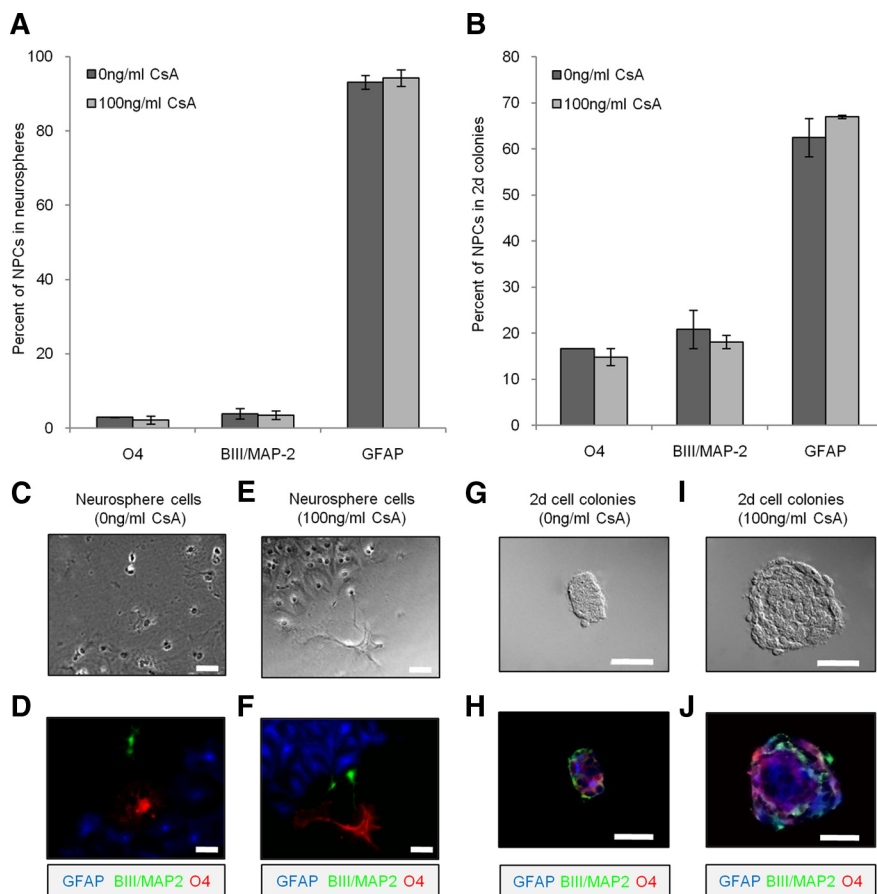 A
Percent of NPCs in neurospheres
100
80
60
40
20
0
0ng/ml CsA
100ng/ml CsA
O4
BIII/MAP-2
GFAP
B
Percent of NPCs in 2d colonies
80
70
60
50
40
30
20
10
0
0ng/ml CsA
100ng/ml CsA
O4
BIII/MAP-2
GFAP
C
Neurosphere cells
(0ng/ml CsA)
E
Neurosphere cells
(100ng/ml CsA)
G
2d cell colonies
(0ng/ml CsA)
I
2d cell colonies
(100ng/ml CsA)
D
F
H
J
GFAP BIII/MAP2 O4
GFAP BIII/MAP2 O4
GFAP BIII/MAP2 O4
GFAP BIII/MAP2 O4